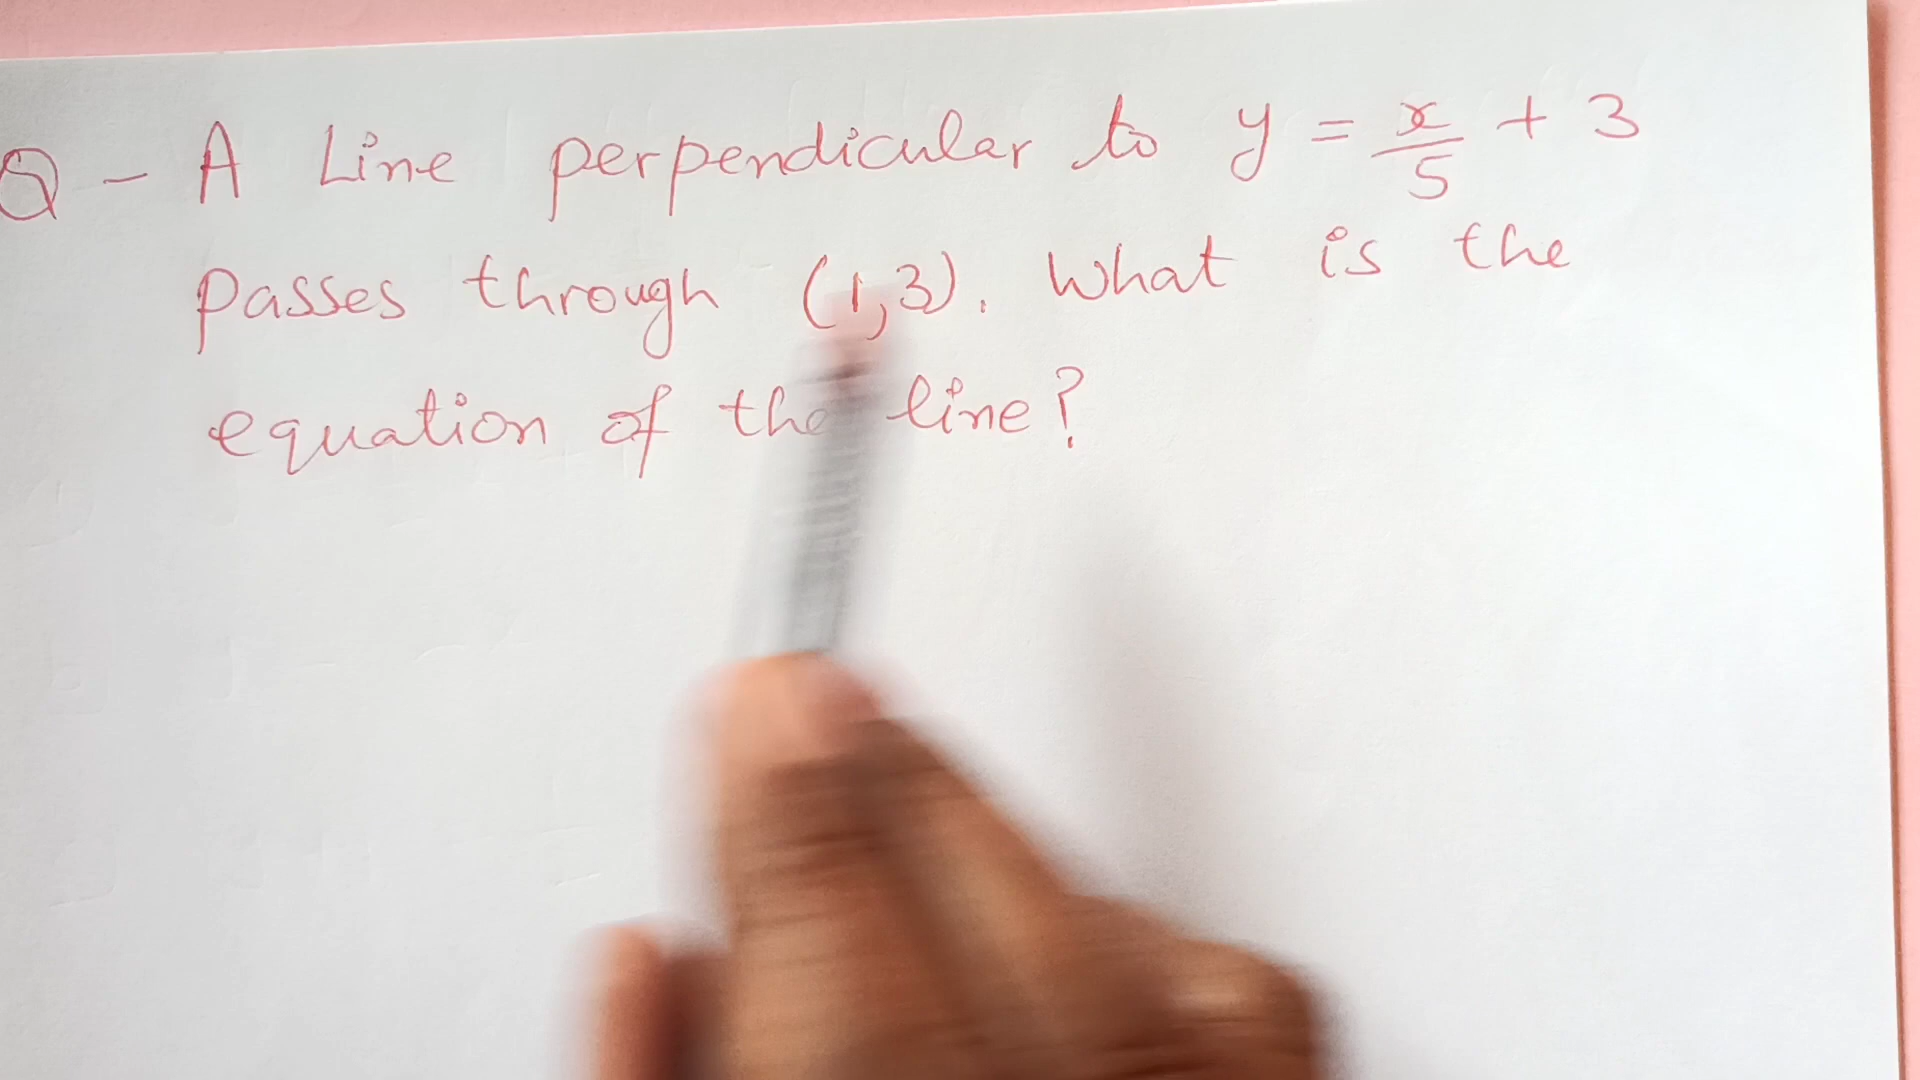 Q - A Line perpendicular to y = x/5 + 3
passes through (1,3). What is the
equation of the line?